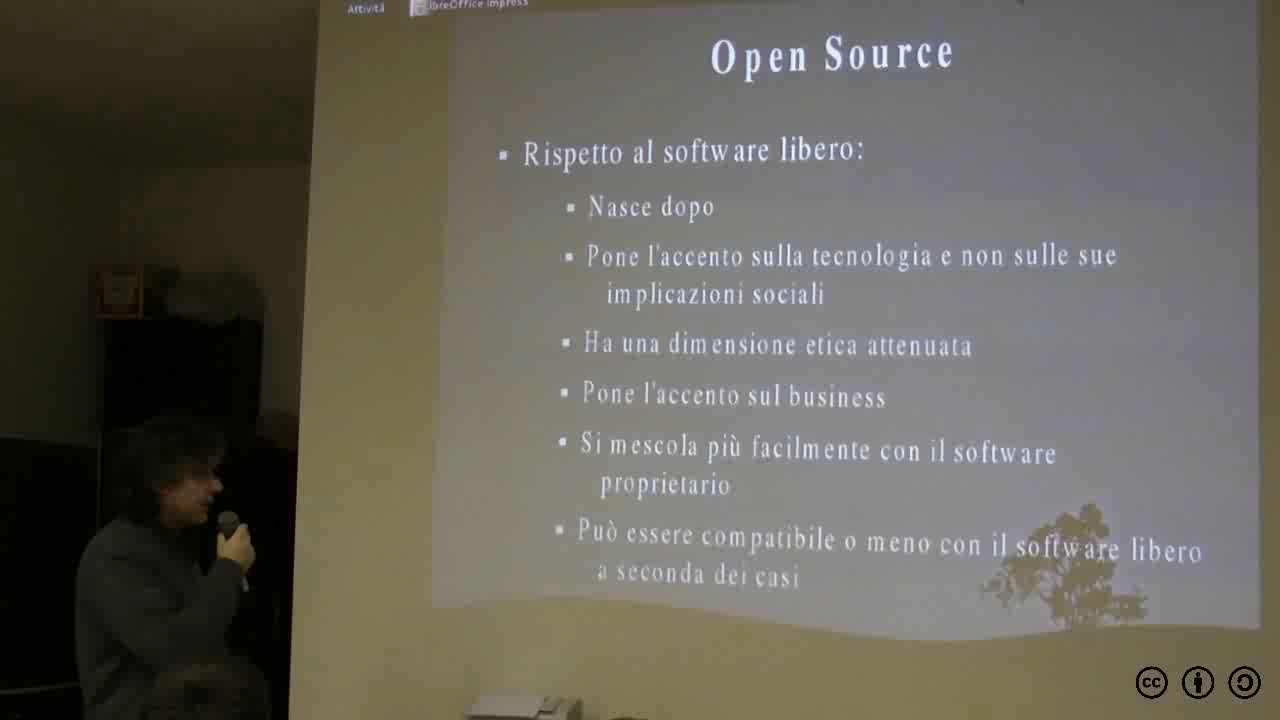 Attività LibreOffice Impress
Open Source
Rispetto al software libero:
Nasce dopo
Pone l'accento sulla tecnologia e non sulle sue
implicazioni sociali
Ha una dimensione etica attenuata
Pone l'accento sul business
Si mescola più facilmente con il software
proprietario
Può essere compatibile o meno con il software libero
a seconda dei casi
cc